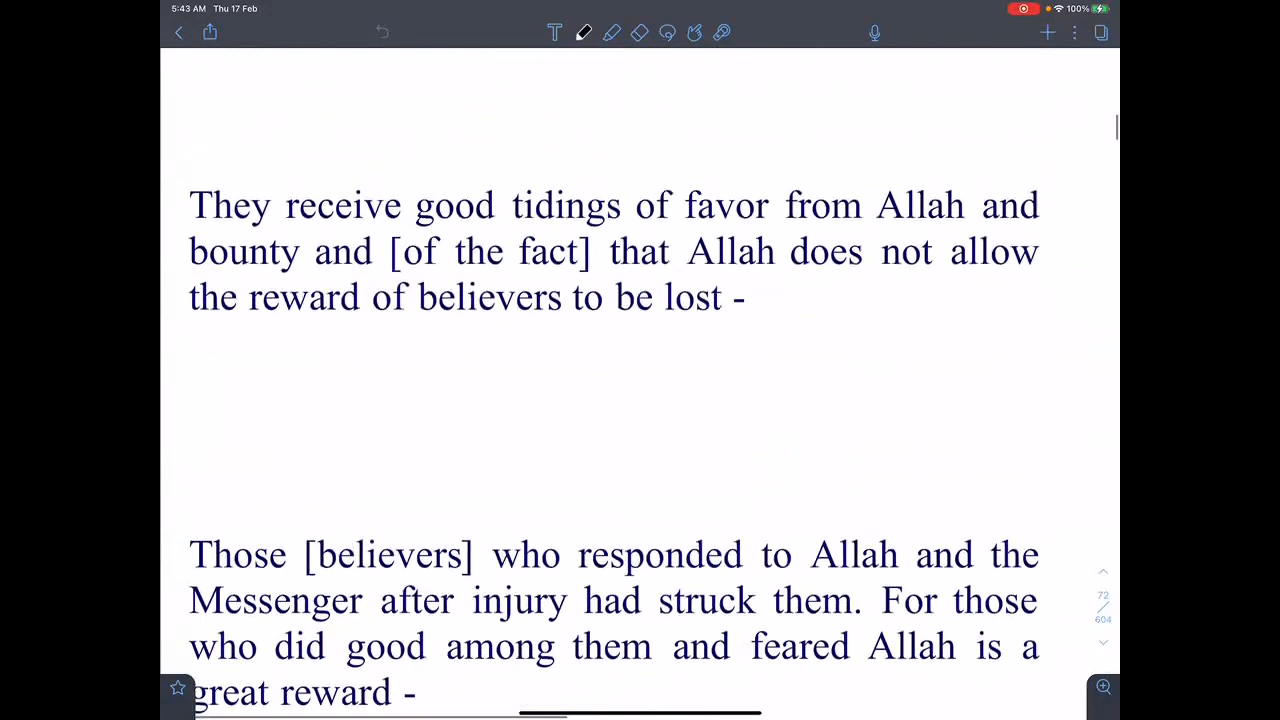 5:43 AM Thu 17 Feb
100%
T
They receive good tidings of favor from Allah and
bounty and [of the fact] that Allah does not allow
the reward of believers to be lost -
Those [believers] who responded to Allah and the
Messenger after injury had struck them. For those
who did good among them and feared Allah is a
great reward -
72
604